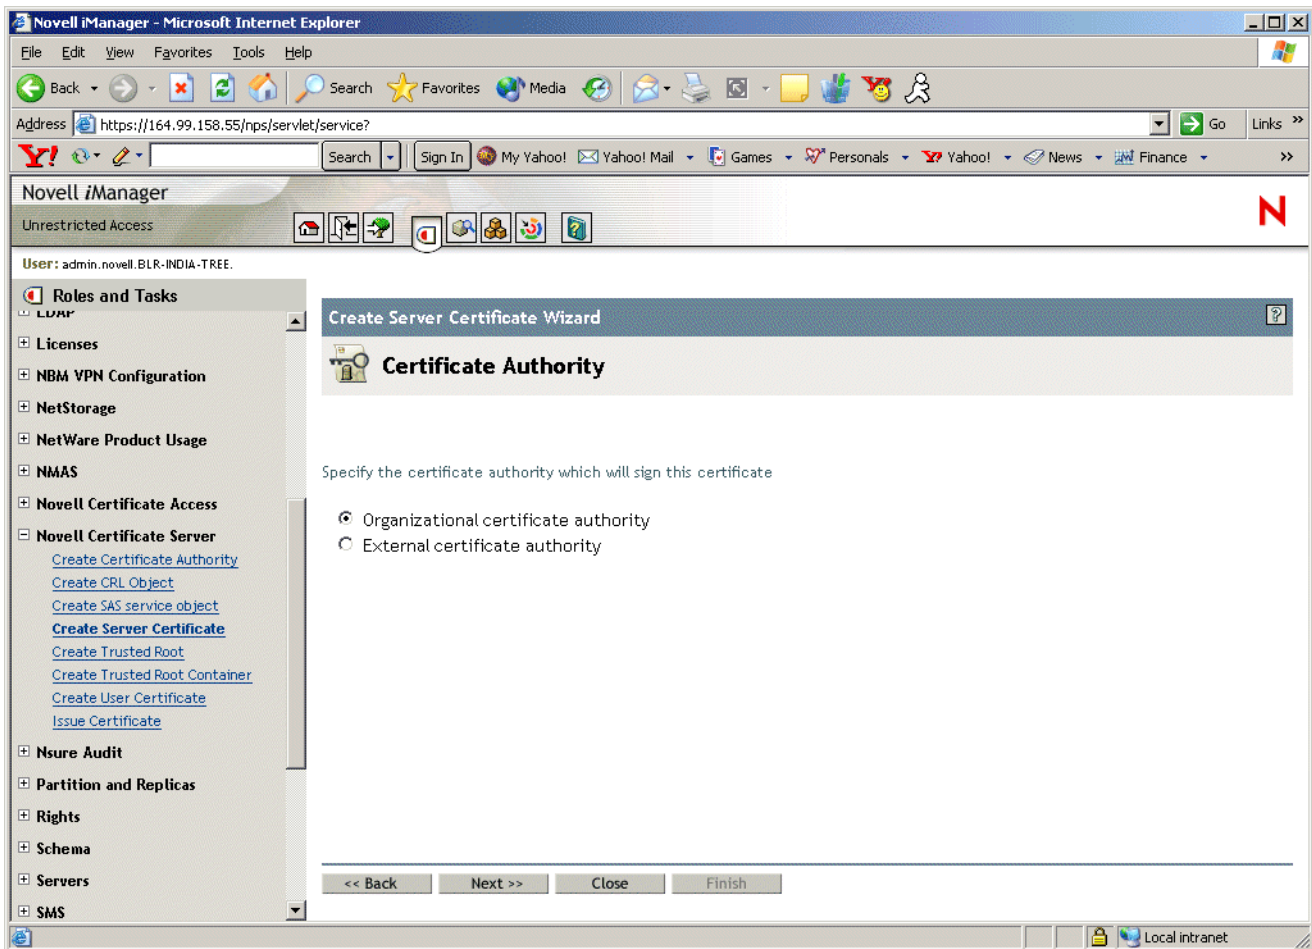 Novell iManager - Microsoft Internet Explorer
File Edit View Favorites Tools Help
Back Search Favorites Media
Address https://164.99.158.55/nps/servlet/service? Go Links »
Y! Search Sign In My Yahoo! Yahoo! Mail Games Personals Yahoo! News Finance »
Novell iManager
Unrestricted Access
N
User: admin.novell.BLR-INDIA-TREE.
Roles and Tasks
LDAP
Licenses
NBM VPN Configuration
NetStorage
NetWare Product Usage
NMAS
Novell Certificate Access
Novell Certificate Server
Create Certificate Authority
Create CRL Object
Create SAS service object
Create Server Certificate
Create Trusted Root
Create Trusted Root Container
Create User Certificate
Issue Certificate
Nsure Audit
Partition and Replicas
Rights
Schema
Servers
SMS
Create Server Certificate Wizard ?
Certificate Authority
Specify the certificate authority which will sign this certificate
Organizational certificate authority
External certificate authority
<< Back Next >> Close Finish
Local intranet